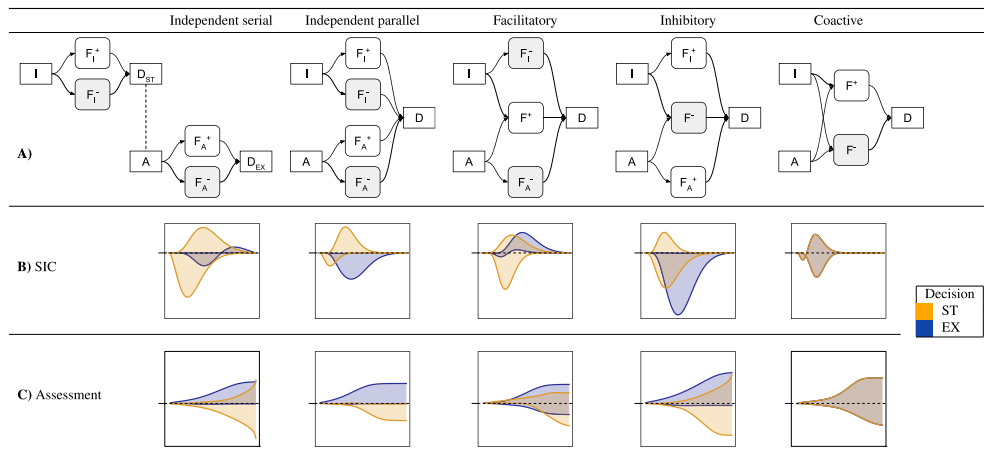 Independent serial Independent parallel Facilitatory Inhibitory Coactive
I F_I^+ F_I^- D_ST A F_A^+ F_A^- D_EX
I F_I^+ F_I^- A F_A^+ F_A^- D
I F_I^- F^+ A F_A^- D
I F_I^+ F^- A F_A^+ D
I A F^+ F^- D
A)
B) SIC
Decision
ST
EX
C) Assessment